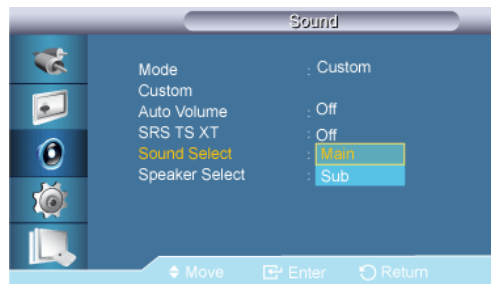 Sound
Mode : Custom
Custom
Auto Volume : Off
SRS TS XT : Off
Sound Select : Main
Speaker Select : Sub
Move Enter Return